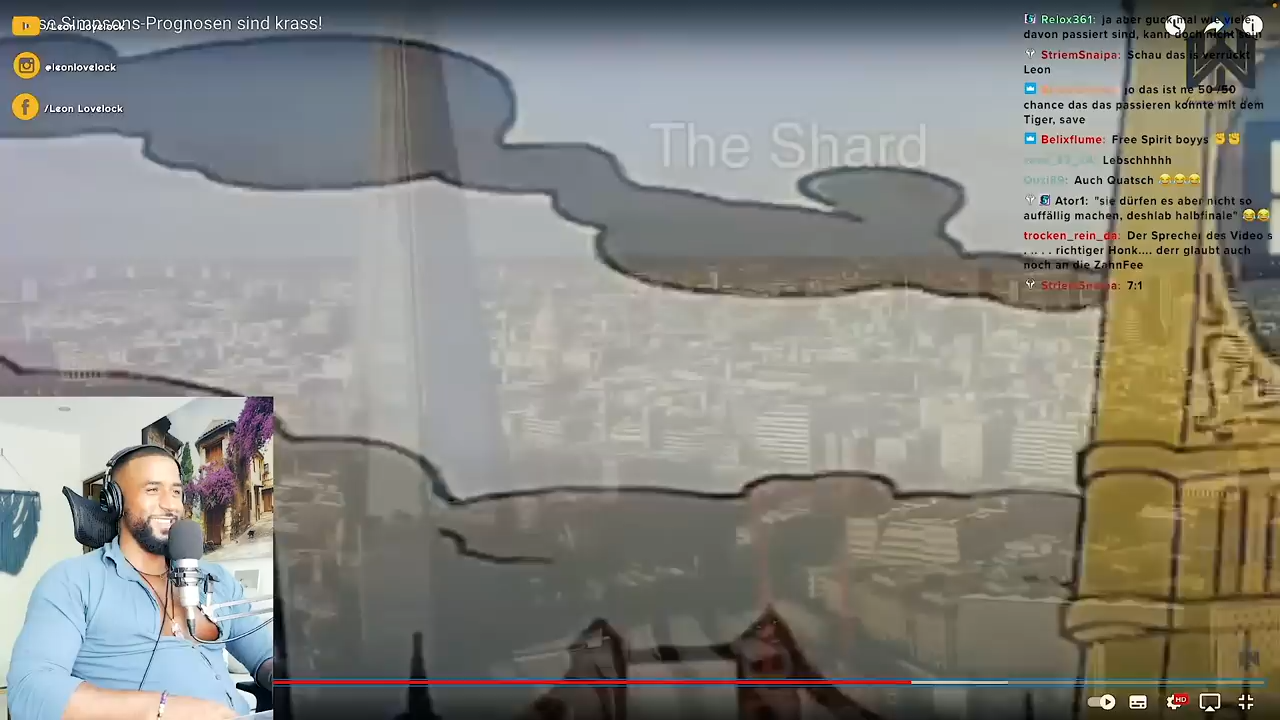 se Simpsons-Prognosen sind krass!
/Leon Lovelock
@leonlovelock
/Leon Lovelock
The Shard
Relox361: ja aber guck mal wie viele
davon passiert sind, kann doch nicht sein
StriemSnaipa: Schau das is verrückt
Leon
jo das ist ne 50/50
chance das das passieren konnte mit dem
Tiger, save
Belixflume: Free Spirit boyys ✊✊
Lebschhhhh
Auch Quatsch 😂😂😂
Ator1: "sie dürfen es aber nicht so
auffällig machen, deshlab halbfinale" 😂😂
trocken_rein_da: Der Sprecher des Video s
. .. . . richtiger Honk.... derr glaubt auch
noch an die ZahnFee
StriemSnaipa: 7:1
HD